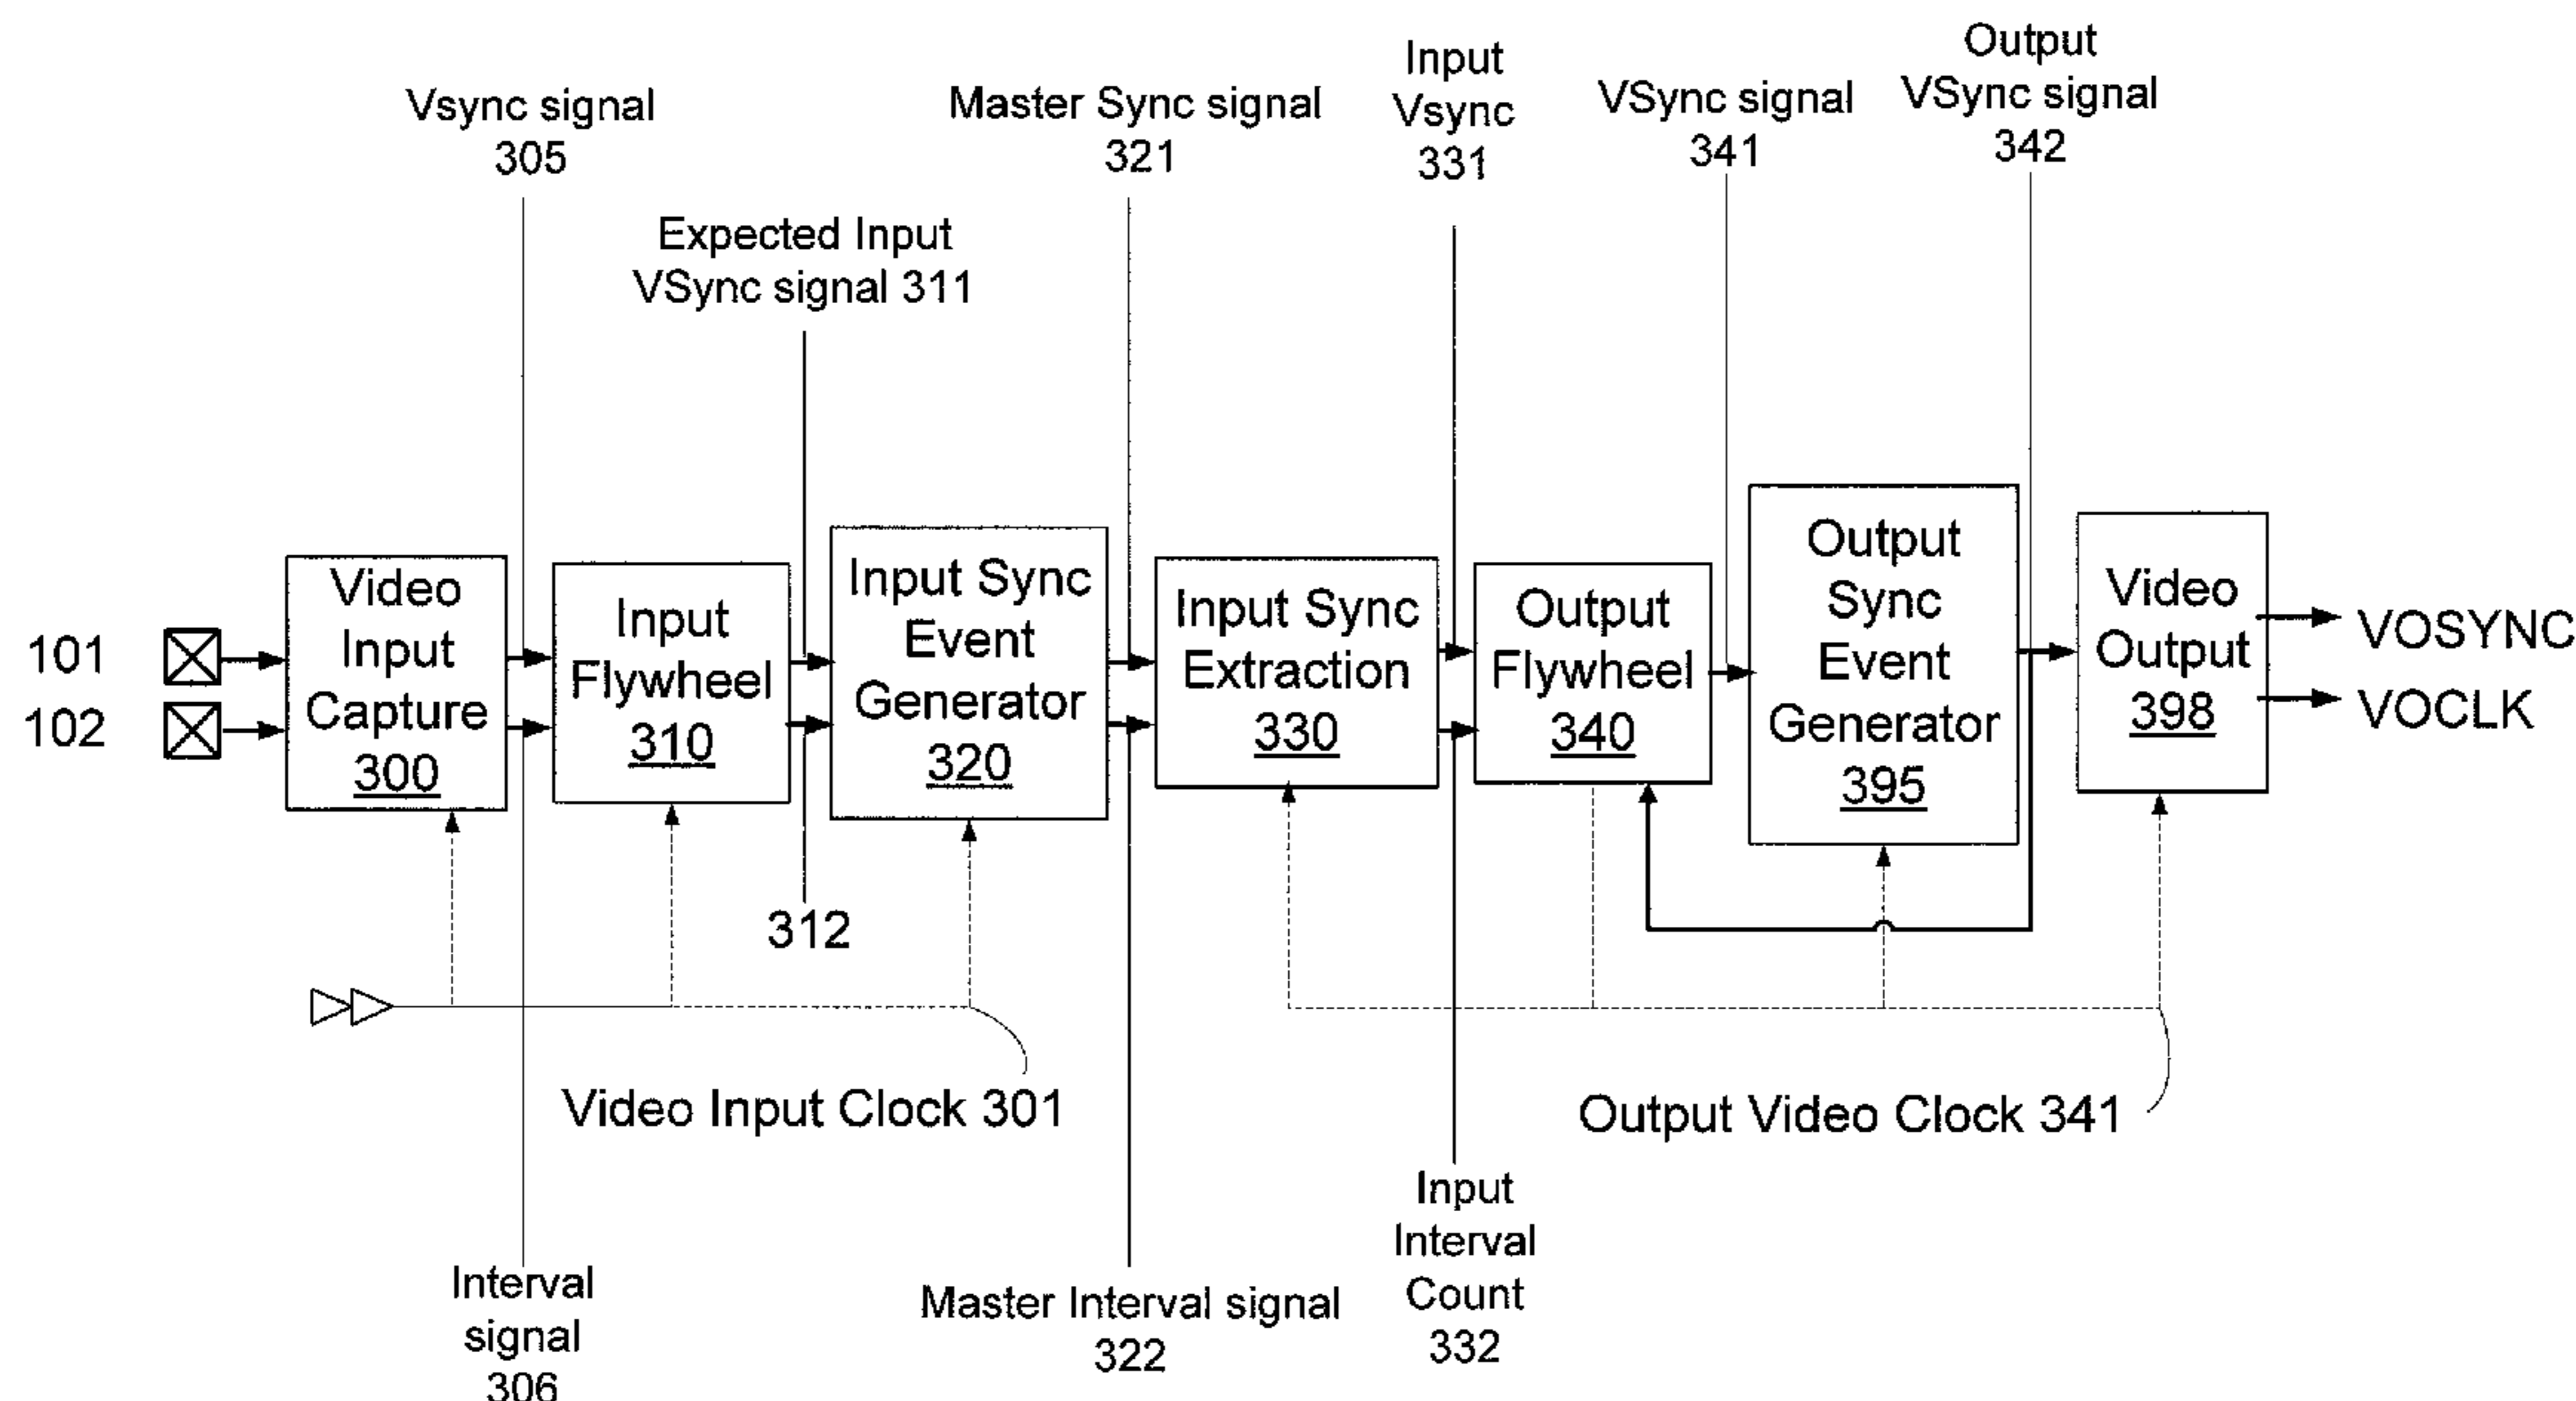 Output
VSync signal
342
Input
Vsync
331
VSync signal
341
Vsync signal
305
Master Sync signal
321
Expected Input
VSync signal 311
101
102
Video
Input
Capture
300
Input
Flywheel
310
Input Sync
Event
Generator
320
Input Sync
Extraction
330
Output
Flywheel
340
Output
Sync
Event
Generator
395
Video
Output
398
VOSYNC
VOCLK
312
Video Input Clock 301
Output Video Clock 341
Interval
signal
306
Master Interval signal
322
Input
Interval
Count
332